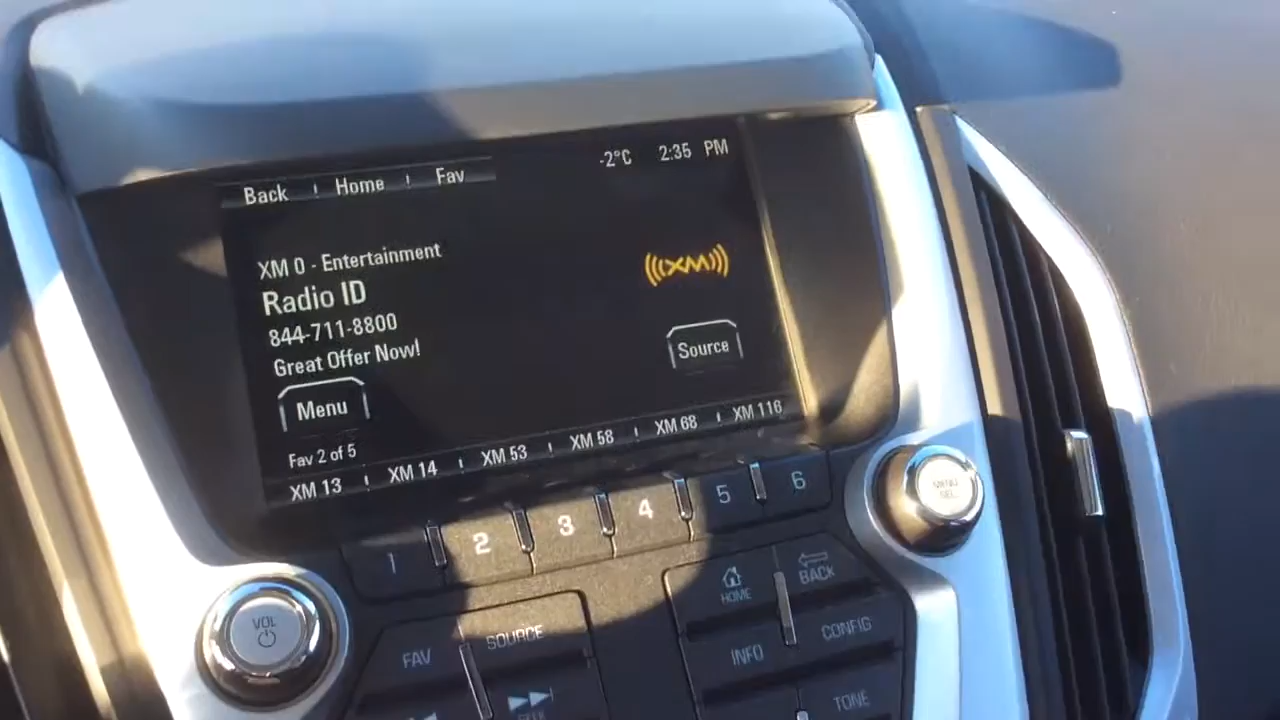 -2°C 2:35 PM
Back Home Fav
XM 0 - Entertainment
Radio ID
XM
844-711-8800
Great Offer Now!
Source
Menu
Fav 2 of 5
XM 13 XM 14 XM 53 XM 58 XM 68 XM 116
1 2 3 4 5 6
MENU
SEL
HOME BACK
VOL
FAV SOURCE
INFO CONFIG
TONE